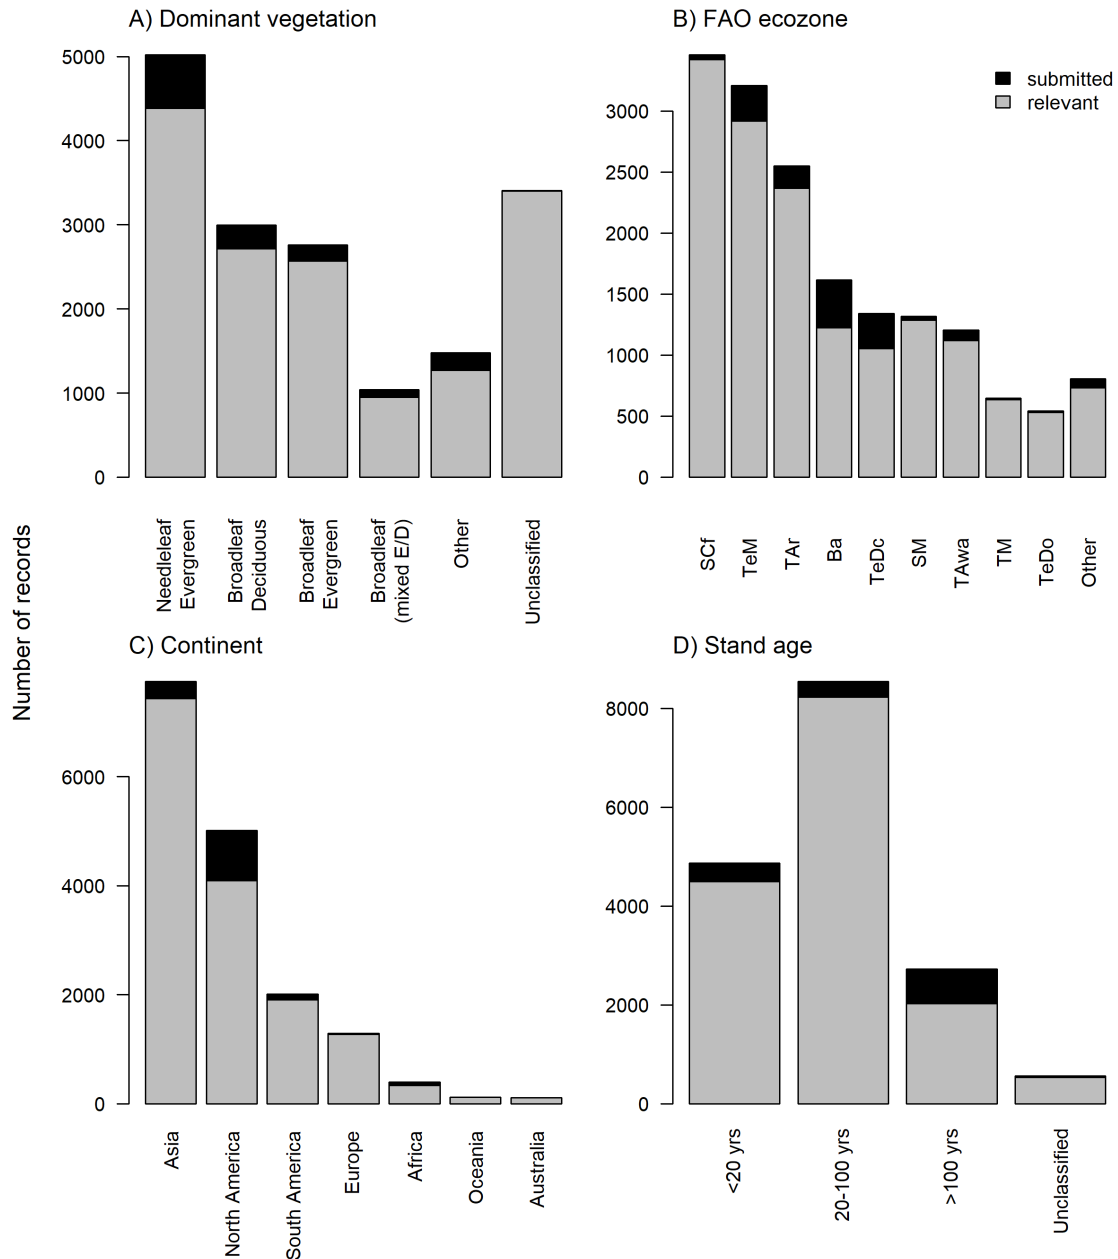 A) Dominant vegetation
5000
4000
3000
2000
1000
0
Needleleaf
Evergreen
Broadleaf
Deciduous
Broadleaf
Evergreen
Broadleaf
(mixed E/D)
Other
Unclassified
B) FAO ecozone
submitted
relevant
3000
2500
2000
1500
1000
500
0
SCf
TeM
TAr
Ba
TeDc
SM
TAwa
TM
TeDo
Other
Number of records
C) Continent
6000
4000
2000
0
Asia
North America
South America
Europe
Africa
Oceania
Australia
D) Stand age
8000
6000
4000
2000
0
<20 yrs
20-100 yrs
>100 yrs
Unclassified